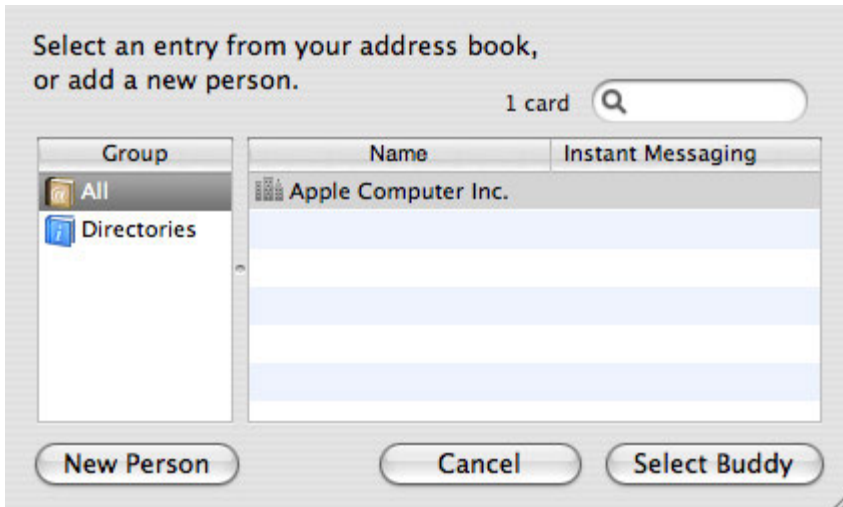 Select an entry from your address book,
or add a new person.
1 card
Group
Name
Instant Messaging
All
Apple Computer Inc.
Directories
New Person
Cancel
Select Buddy